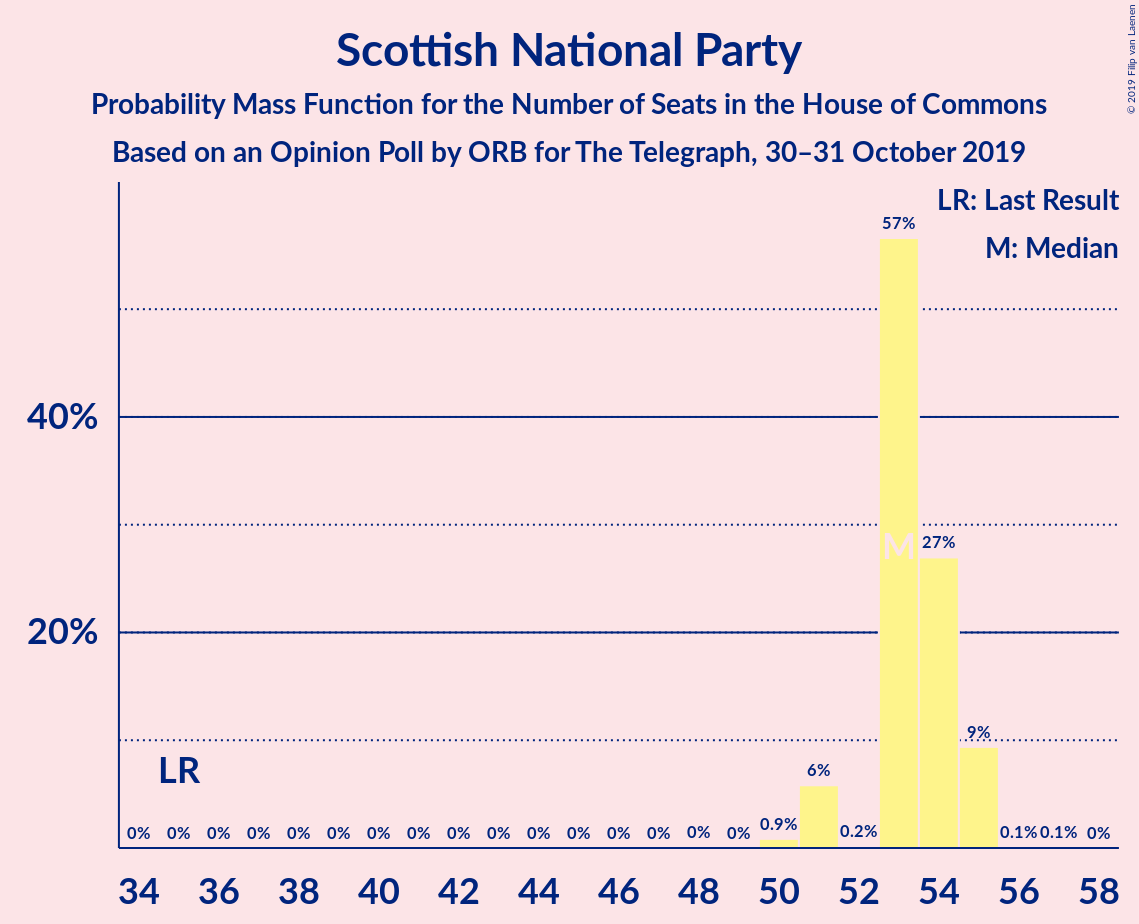 Scottish National Party
Probability Mass Function for the Number of Seats in the House of Commons
Based on an Opinion Poll by ORB for The Telegraph, 30–31 October 2019
© 2019 Filip van Laenen
LR: Last Result
M: Median
57%
40%
M
27%
20%
9%
LR
6%
0% 0% 0% 0% 0% 0% 0% 0% 0% 0% 0% 0% 0% 0% 0% 0% 0.9% 0.2% 0.1% 0.1% 0%
34 36 38 40 42 44 46 48 50 52 54 56 58